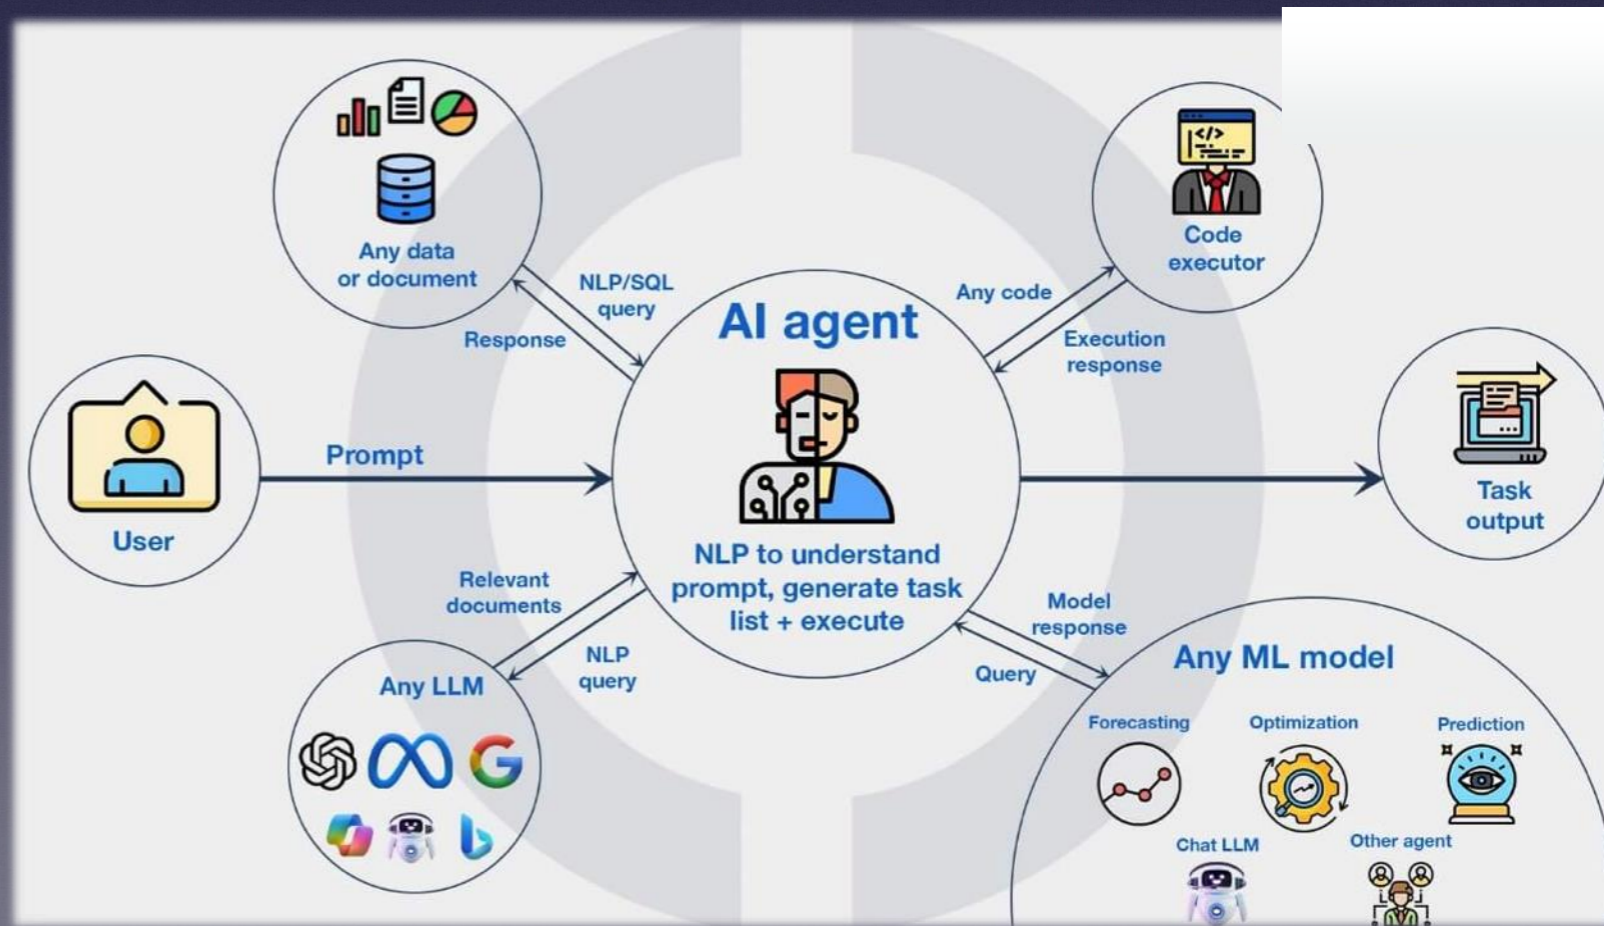 Any data
or document
NLP/SQL
query
Response
Code
executor
Any code
Execution
response
AI agent
NLP to understand
prompt, generate task
list + execute
User
Prompt
Task
output
Relevant
documents
NLP
query
Any LLM
Model
response
Query
Any ML model
Forecasting
Optimization
Prediction
Chat LLM
Other agent